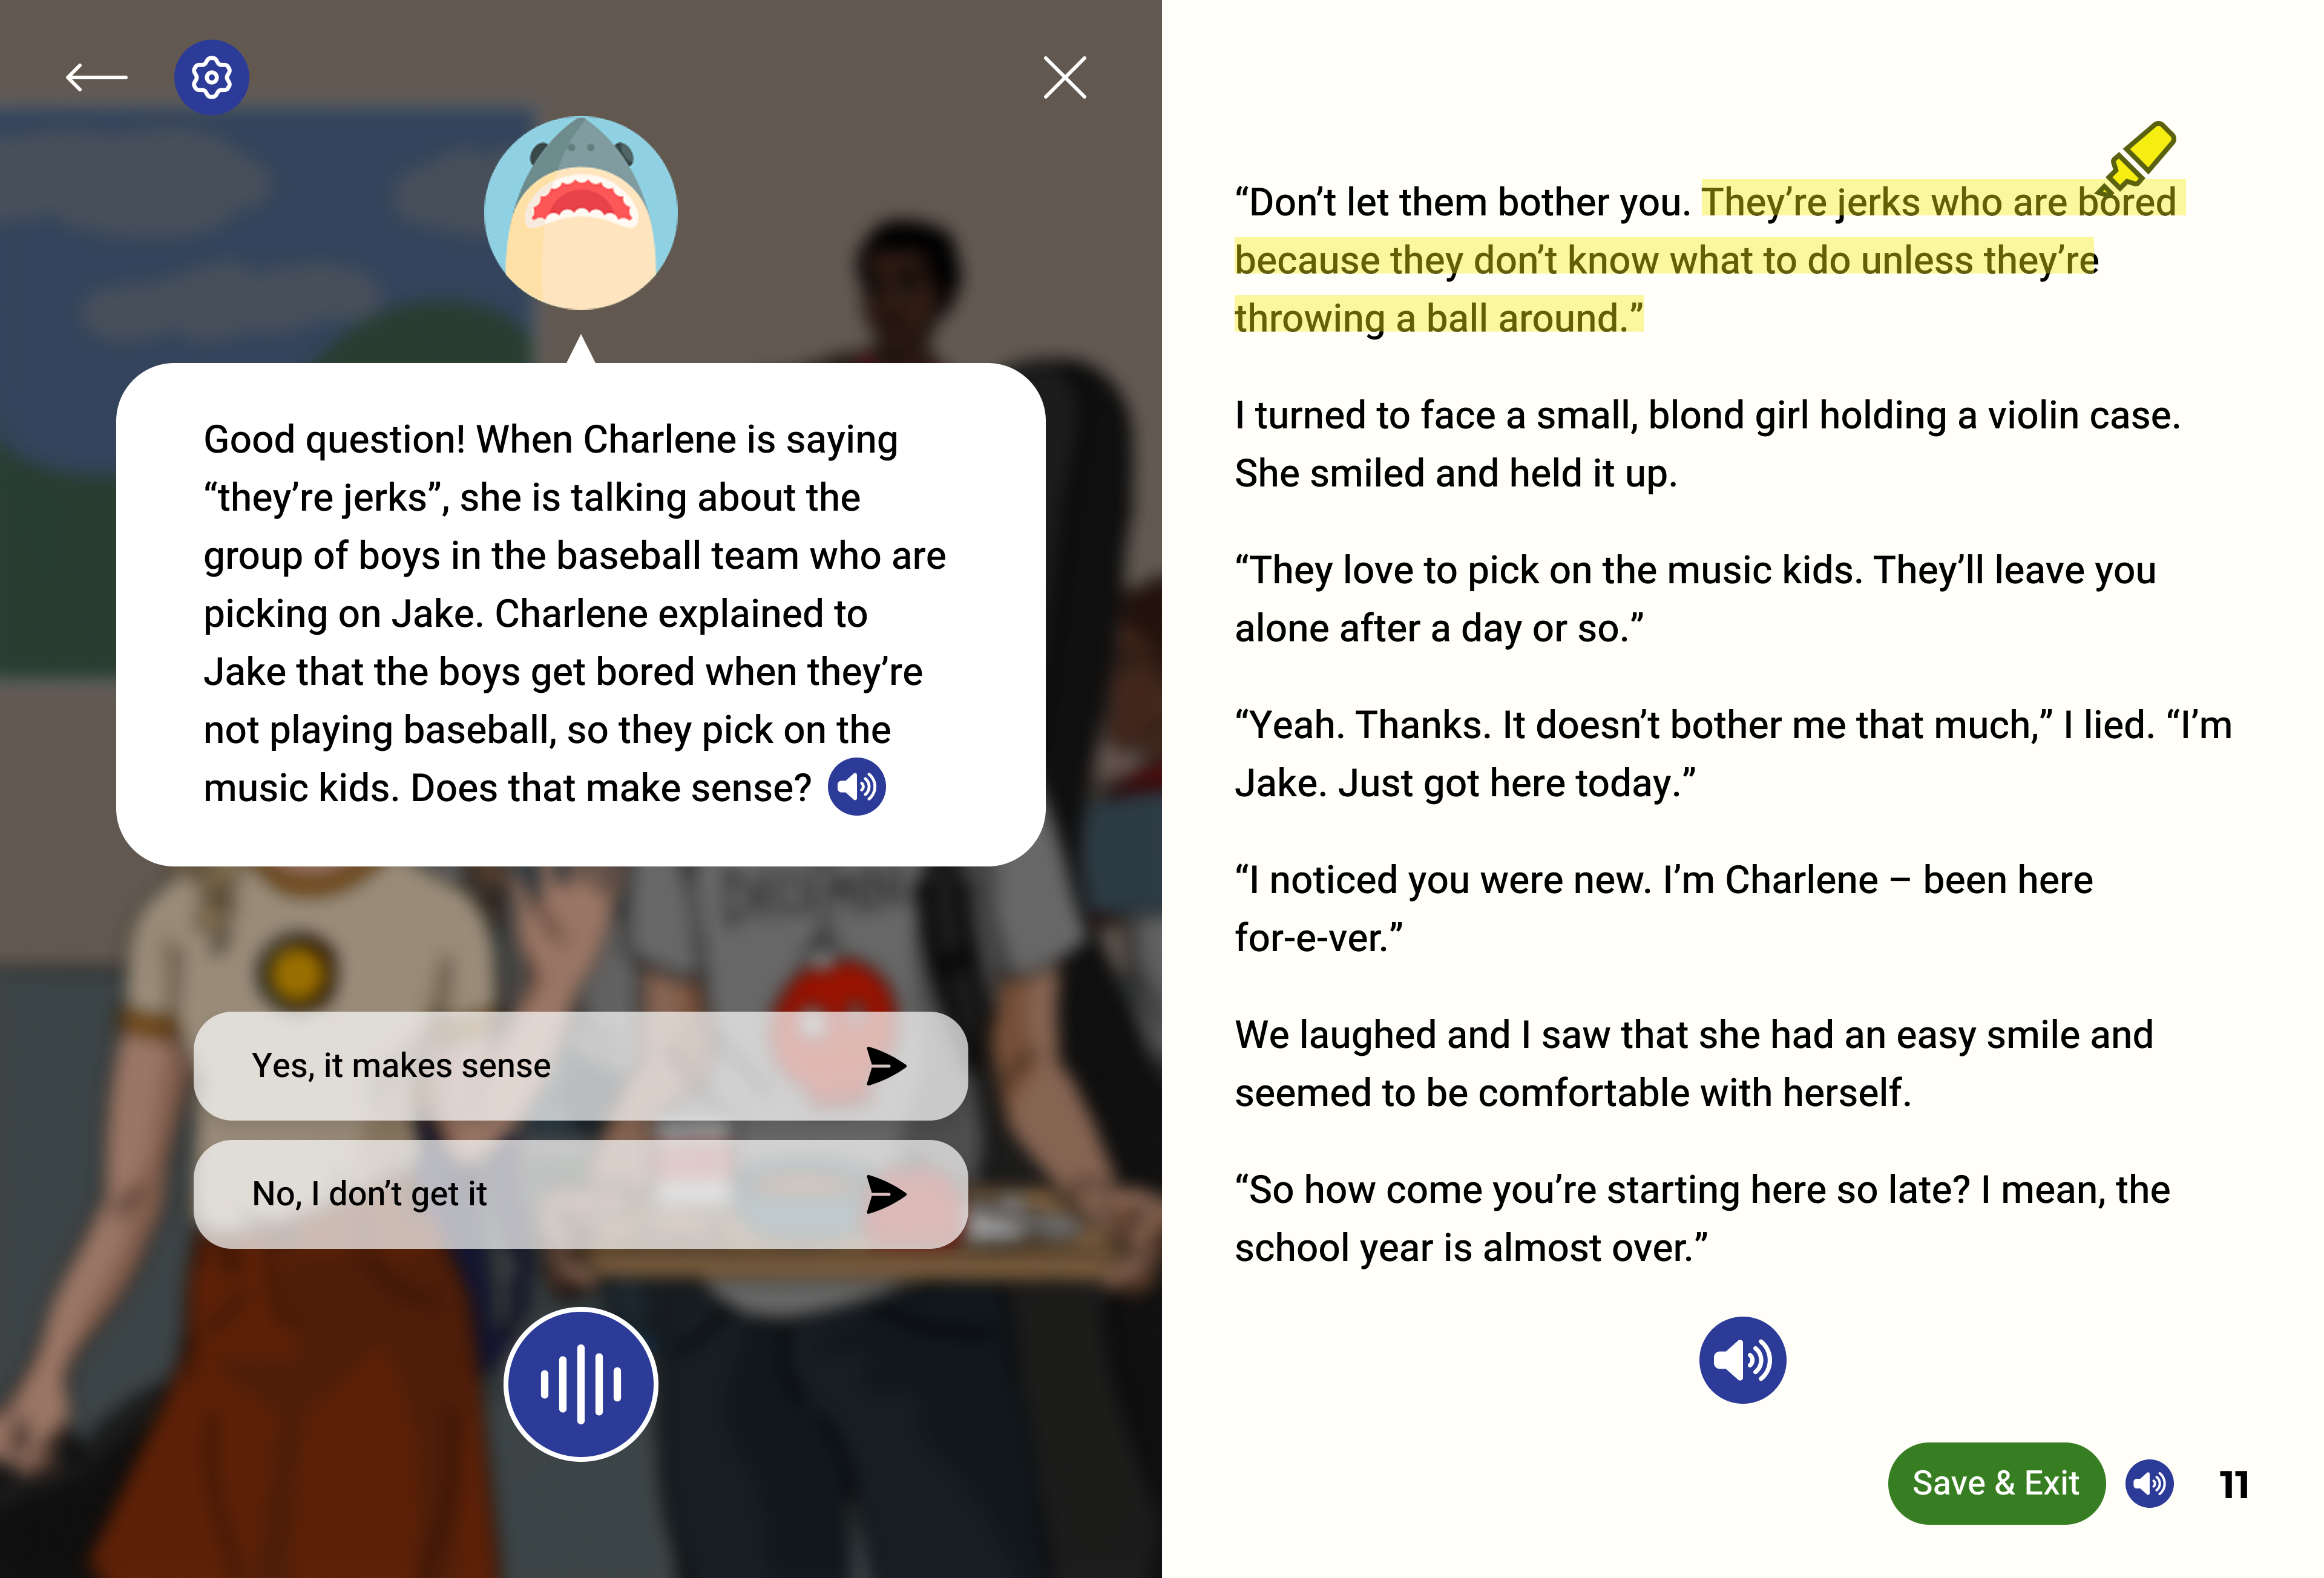 Good question! When Charlene is saying
“they’re jerks”, she is talking about the
group of boys in the baseball team who are
picking on Jake. Charlene explained to
Jake that the boys get bored when they’re
not playing baseball, so they pick on the
music kids. Does that make sense?
DECEMBER
Yes, it makes sense
No, I don’t get it
“Don’t let them bother you. They’re jerks who are bored
because they don’t know what to do unless they’re
throwing a ball around.”
I turned to face a small, blond girl holding a violin case.
She smiled and held it up.
“They love to pick on the music kids. They’ll leave you
alone after a day or so.”
“Yeah. Thanks. It doesn’t bother me that much,” I lied. “I’m
Jake. Just got here today.”
“I noticed you were new. I’m Charlene – been here
for-e-ver.”
We laughed and I saw that she had an easy smile and
seemed to be comfortable with herself.
“So how come you’re starting here so late? I mean, the
school year is almost over.”
Save & Exit
11